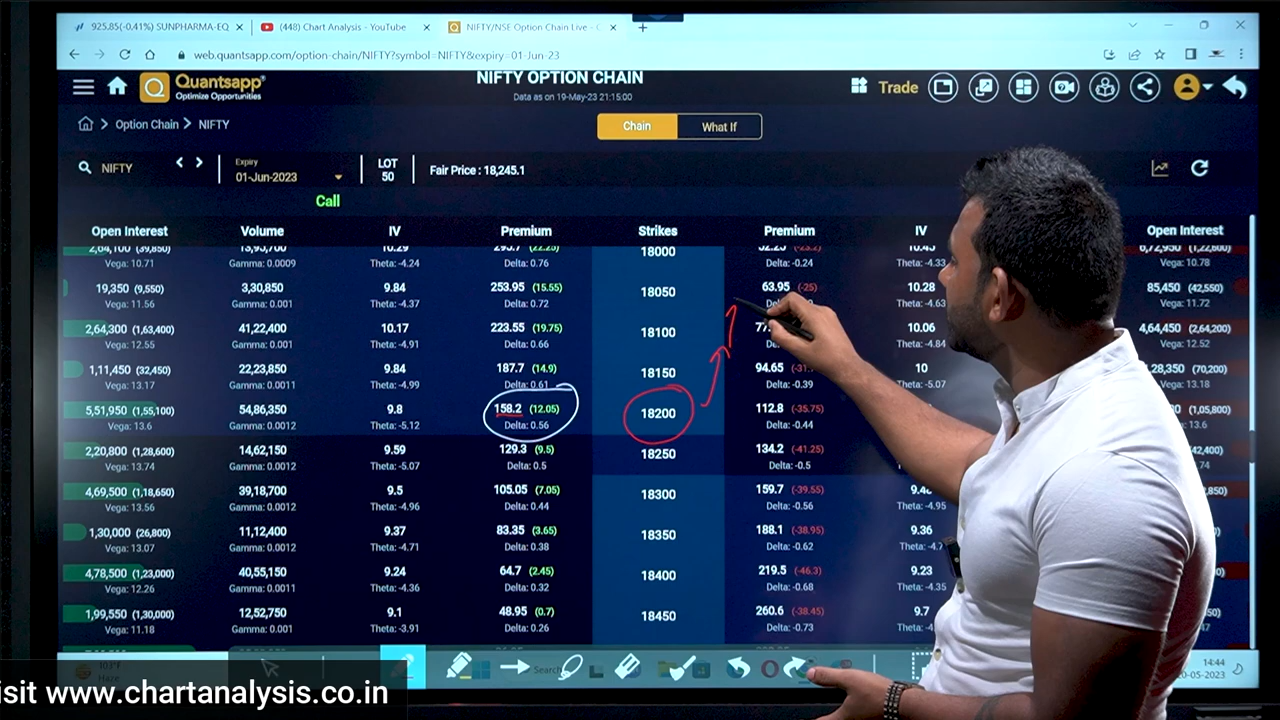 925.85(-0.41%) SUNPHARMA-EQ
(448) Chart Analysis - YouTube
NIFTY/NSE Option Chain Live -
web.quantsapp.com/option-chain/NIFTY?symbol=NIFTY&expiry=01-Jun-23
Quantsapp
Optimize Opportunities
NIFTY OPTION CHAIN
Data as on 19-May-23 21:15:00
Trade
Option Chain > NIFTY
Chain What If
NIFTY
Expiry
01-Jun-2023
LOT
50
Fair Price : 18,245.1
Call
Open Interest Volume IV Premium Strikes Premium IV Open Interest
18000
Vega: 10.71 Gamma: 0.0009 Theta: -4.24 Delta: 0.76 Delta: -0.24 Theta: -4.33 Vega: 10.78
19,350 (9,550) 3,30,850 9.84 253.95 (15.55) 18050 63.95 (-25) 10.28 85,450 (42,550)
Vega: 11.56 Gamma: 0.001 Theta: -4.37 Delta: 0.72 Theta: -4.63 Vega: 11.72
2,64,300 (1,63,400) 41,22,400 10.17 223.55 (19.75) 18100 10.06 4,64,450 (2,64,200)
Vega: 12.55 Gamma: 0.001 Theta: -4.91 Delta: 0.66 Theta: -4.84 Vega: 12.52
1,11,450 (32,450) 22,23,850 9.84 187.7 (14.9) 18150 94.65 10 (70,200)
Vega: 13.17 Gamma: 0.0011 Theta: -4.99 Delta: 0.61 Delta: -0.39 Theta: -5.07 Vega: 13.18
5,51,950 (1,55,100) 54,86,350 9.8 158.2 (12.05) 18200 112.8 (-35.75) (1,05,800)
Vega: 13.6 Gamma: 0.0012 Theta: -5.12 Delta: 0.56 Delta: -0.44 13.6
2,20,800 (1,28,600) 14,62,150 9.59 129.3 (9.5) 18250 134.2 (-41.25) (42,400)
Vega: 13.74 Gamma: 0.0012 Theta: -5.07 Delta: 0.5 Delta: -0.5
4,69,500 (1,18,650) 39,18,700 9.5 105.05 (7.05) 18300 159.7 (-39.55)
Vega: 13.56 Gamma: 0.0012 Theta: -4.96 Delta: 0.44 Delta: -0.56 Theta: -4.95
1,30,000 (26,800) 11,12,400 9.37 83.35 (3.65) 18350 188.1 (-38.95) 9.36
Vega: 13.07 Gamma: 0.0012 Theta: -4.71 Delta: 0.38 Delta: -0.62
4,78,500 (1,23,000) 40,55,150 9.24 64.7 (2.45) 18400 219.5 (-46.3) 9.23
Vega: 12.26 Gamma: 0.0011 Theta: -4.36 Delta: 0.32 Delta: -0.68 Theta: -4.35
1,99,550 (1,30,000) 12,52,750 9.1 48.95 (0.7) 18450 260.6 (-38.45) 9.7
Vega: 11.18 Gamma: 0.001 Theta: -3.91 Delta: 0.26 Delta: -0.73
Search
14:44
20-05-2023
isit www.chartanalysis.co.in